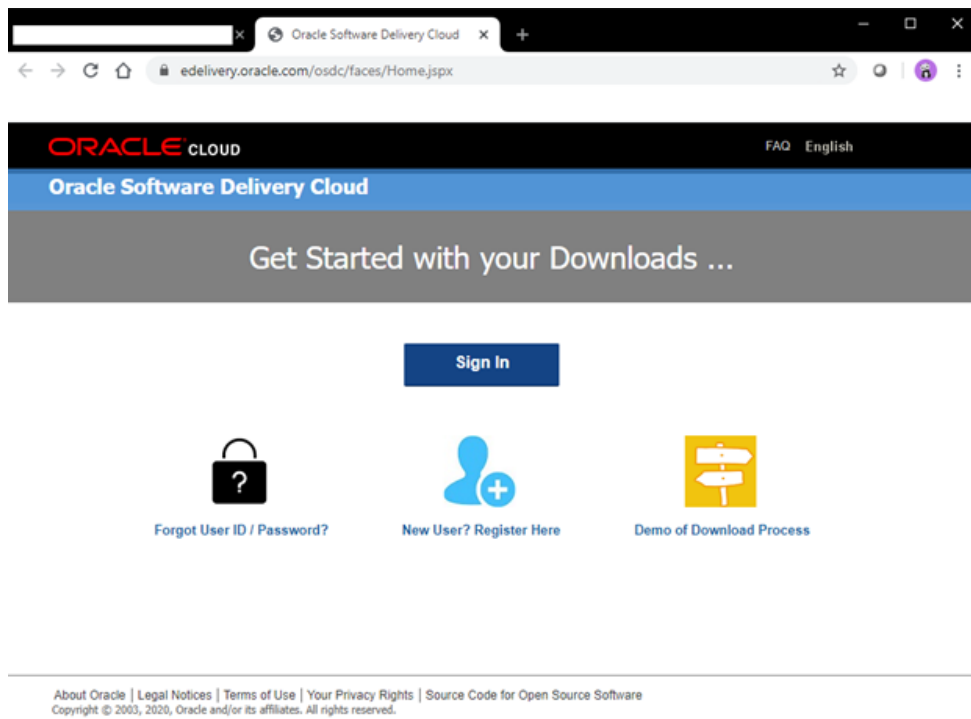 Oracle Software Delivery Cloud
edelivery.oracle.com/osdc/faces/Home.jspx
ORACLE CLOUD
FAQ English
Oracle Software Delivery Cloud
Get Started with your Downloads ...
Sign In
?
Forgot User ID / Password?
New User? Register Here
Demo of Download Process
About Oracle | Legal Notices | Terms of Use | Your Privacy Rights | Source Code for Open Source Software
Copyright © 2003, 2020, Oracle and/or its affiliates. All rights reserved.